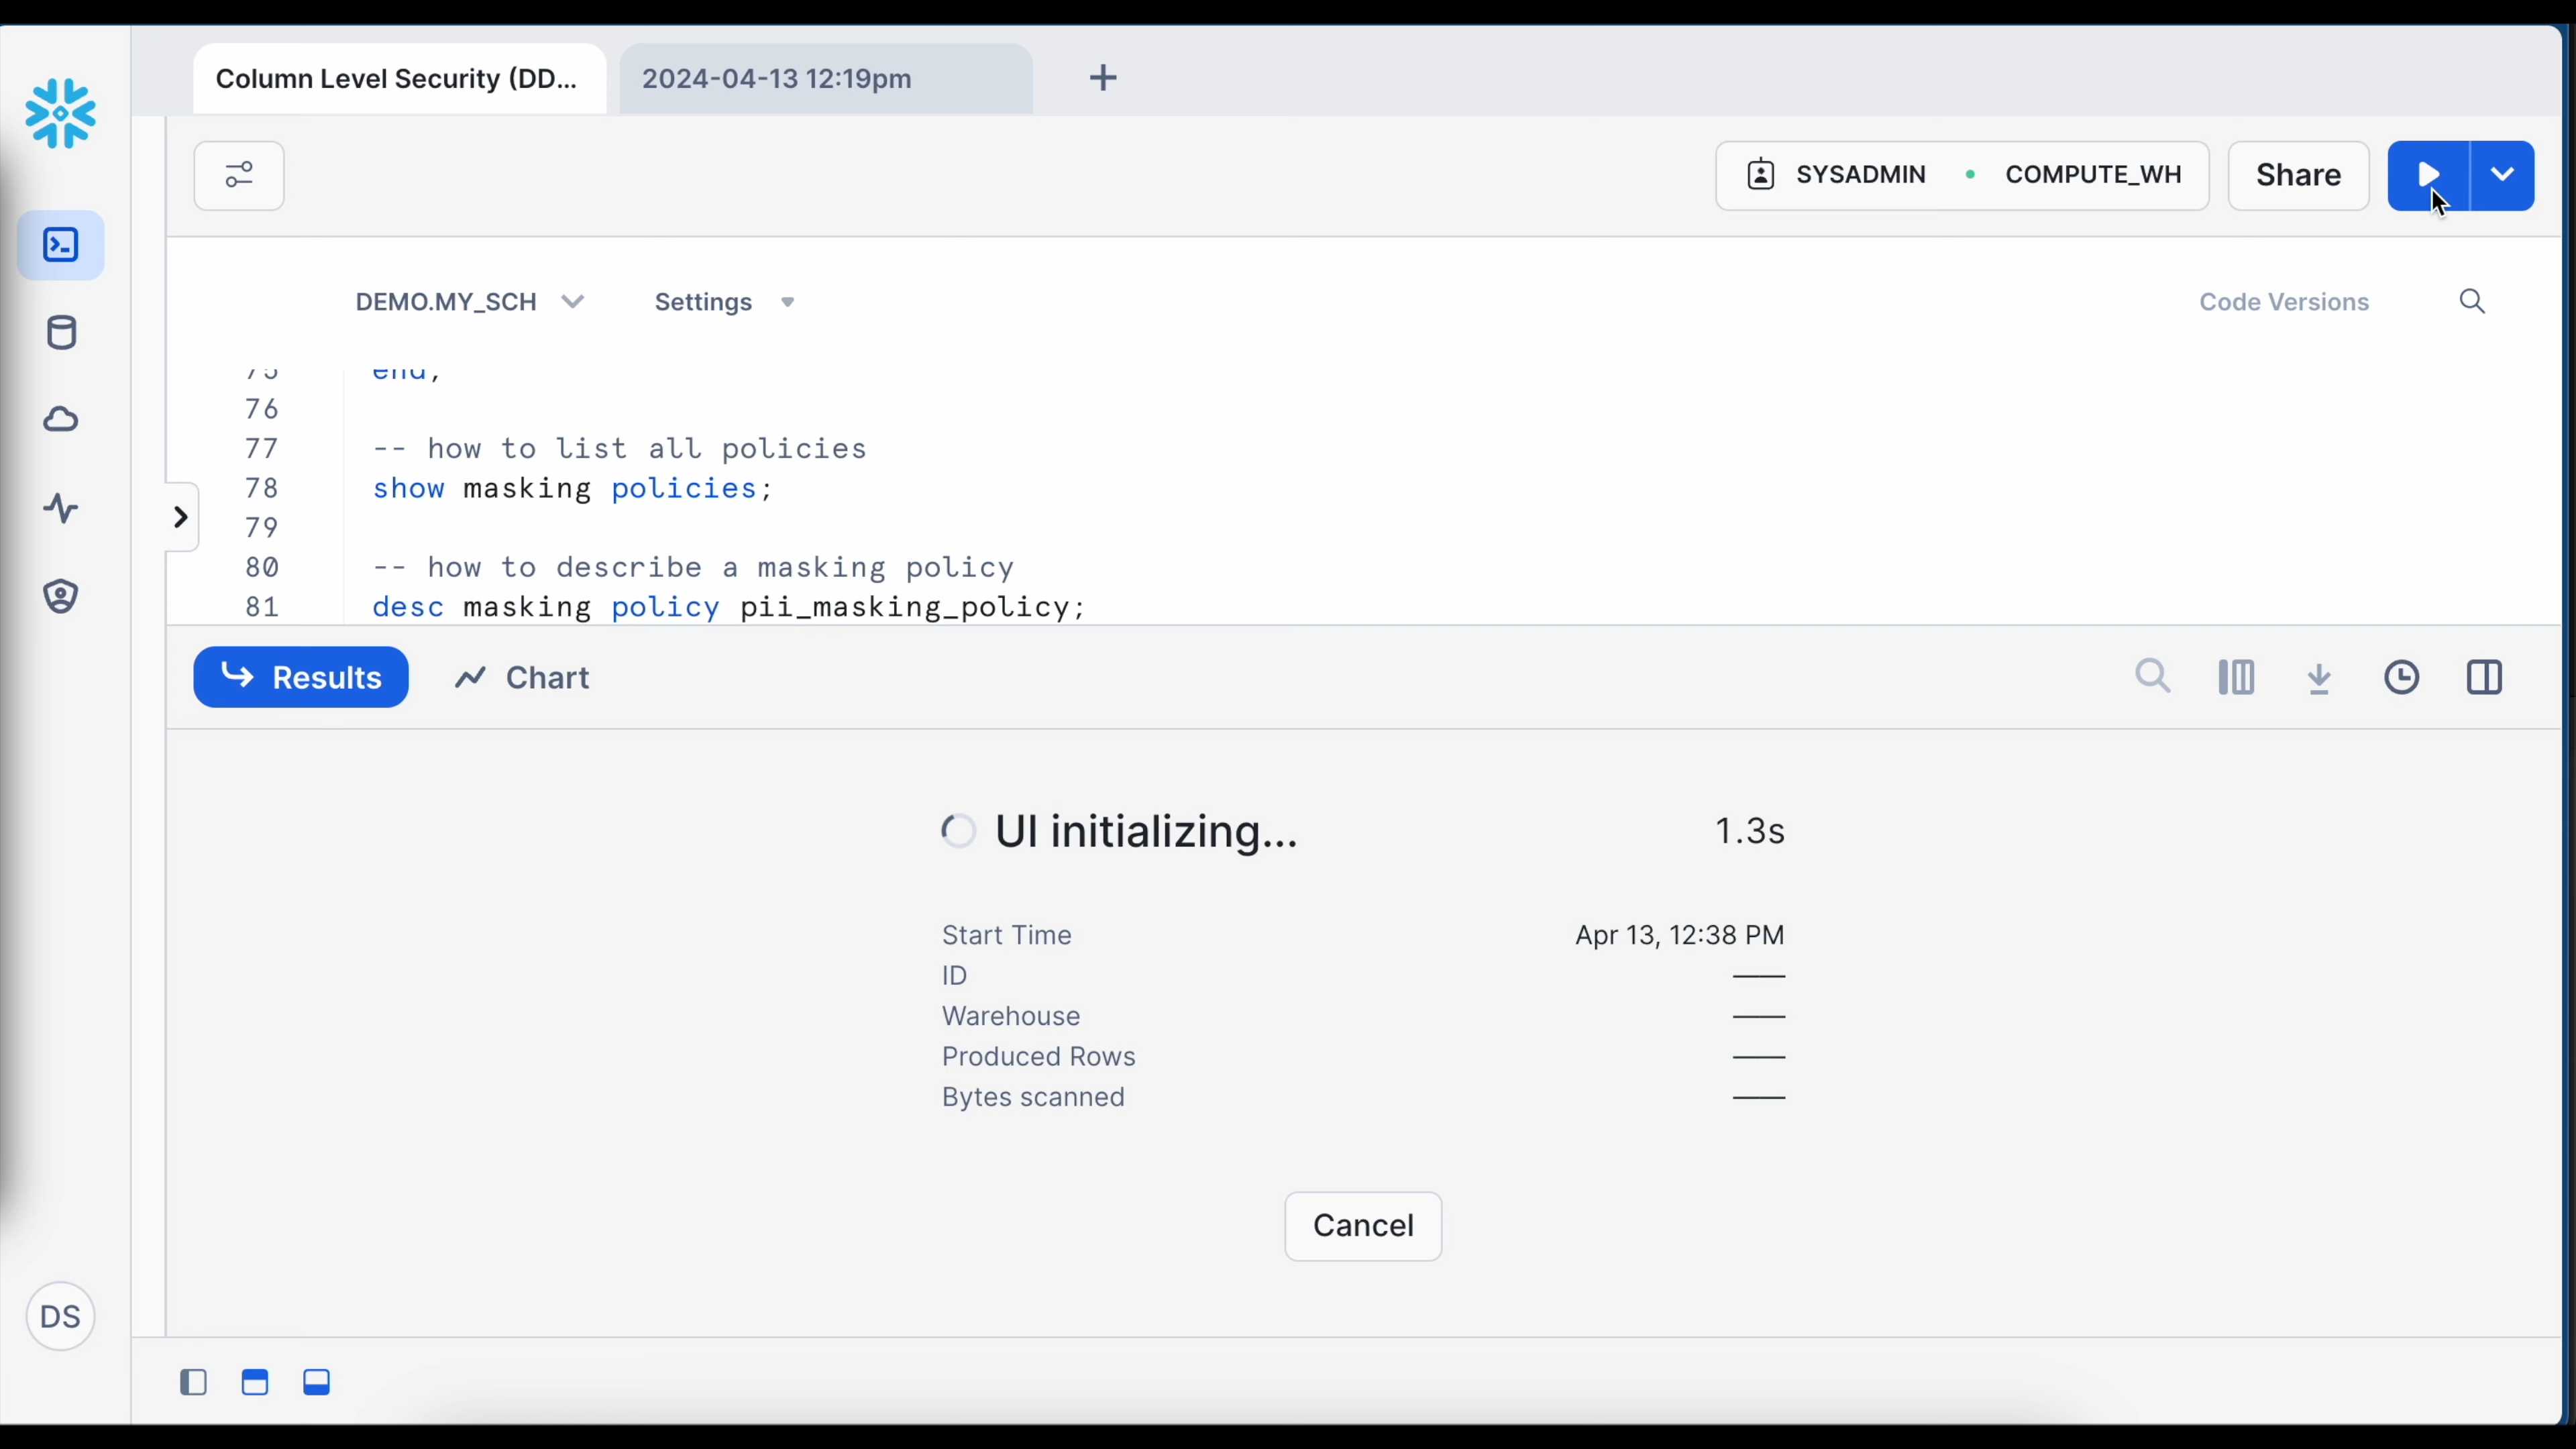 Column Level Security (DD...
2024-04-13 12:19pm
SYSADMIN
COMPUTE_WH
Share
DEMO.MY_SCH
Settings
Code Versions
76
77 -- how to list all policies
78 show masking policies;
79
80 -- how to describe a masking policy
81 desc masking policy pii_masking_policy;
Results
Chart
UI initializing... 1.3s
Start Time Apr 13, 12:38 PM
ID
Warehouse
Produced Rows
Bytes scanned
Cancel
DS